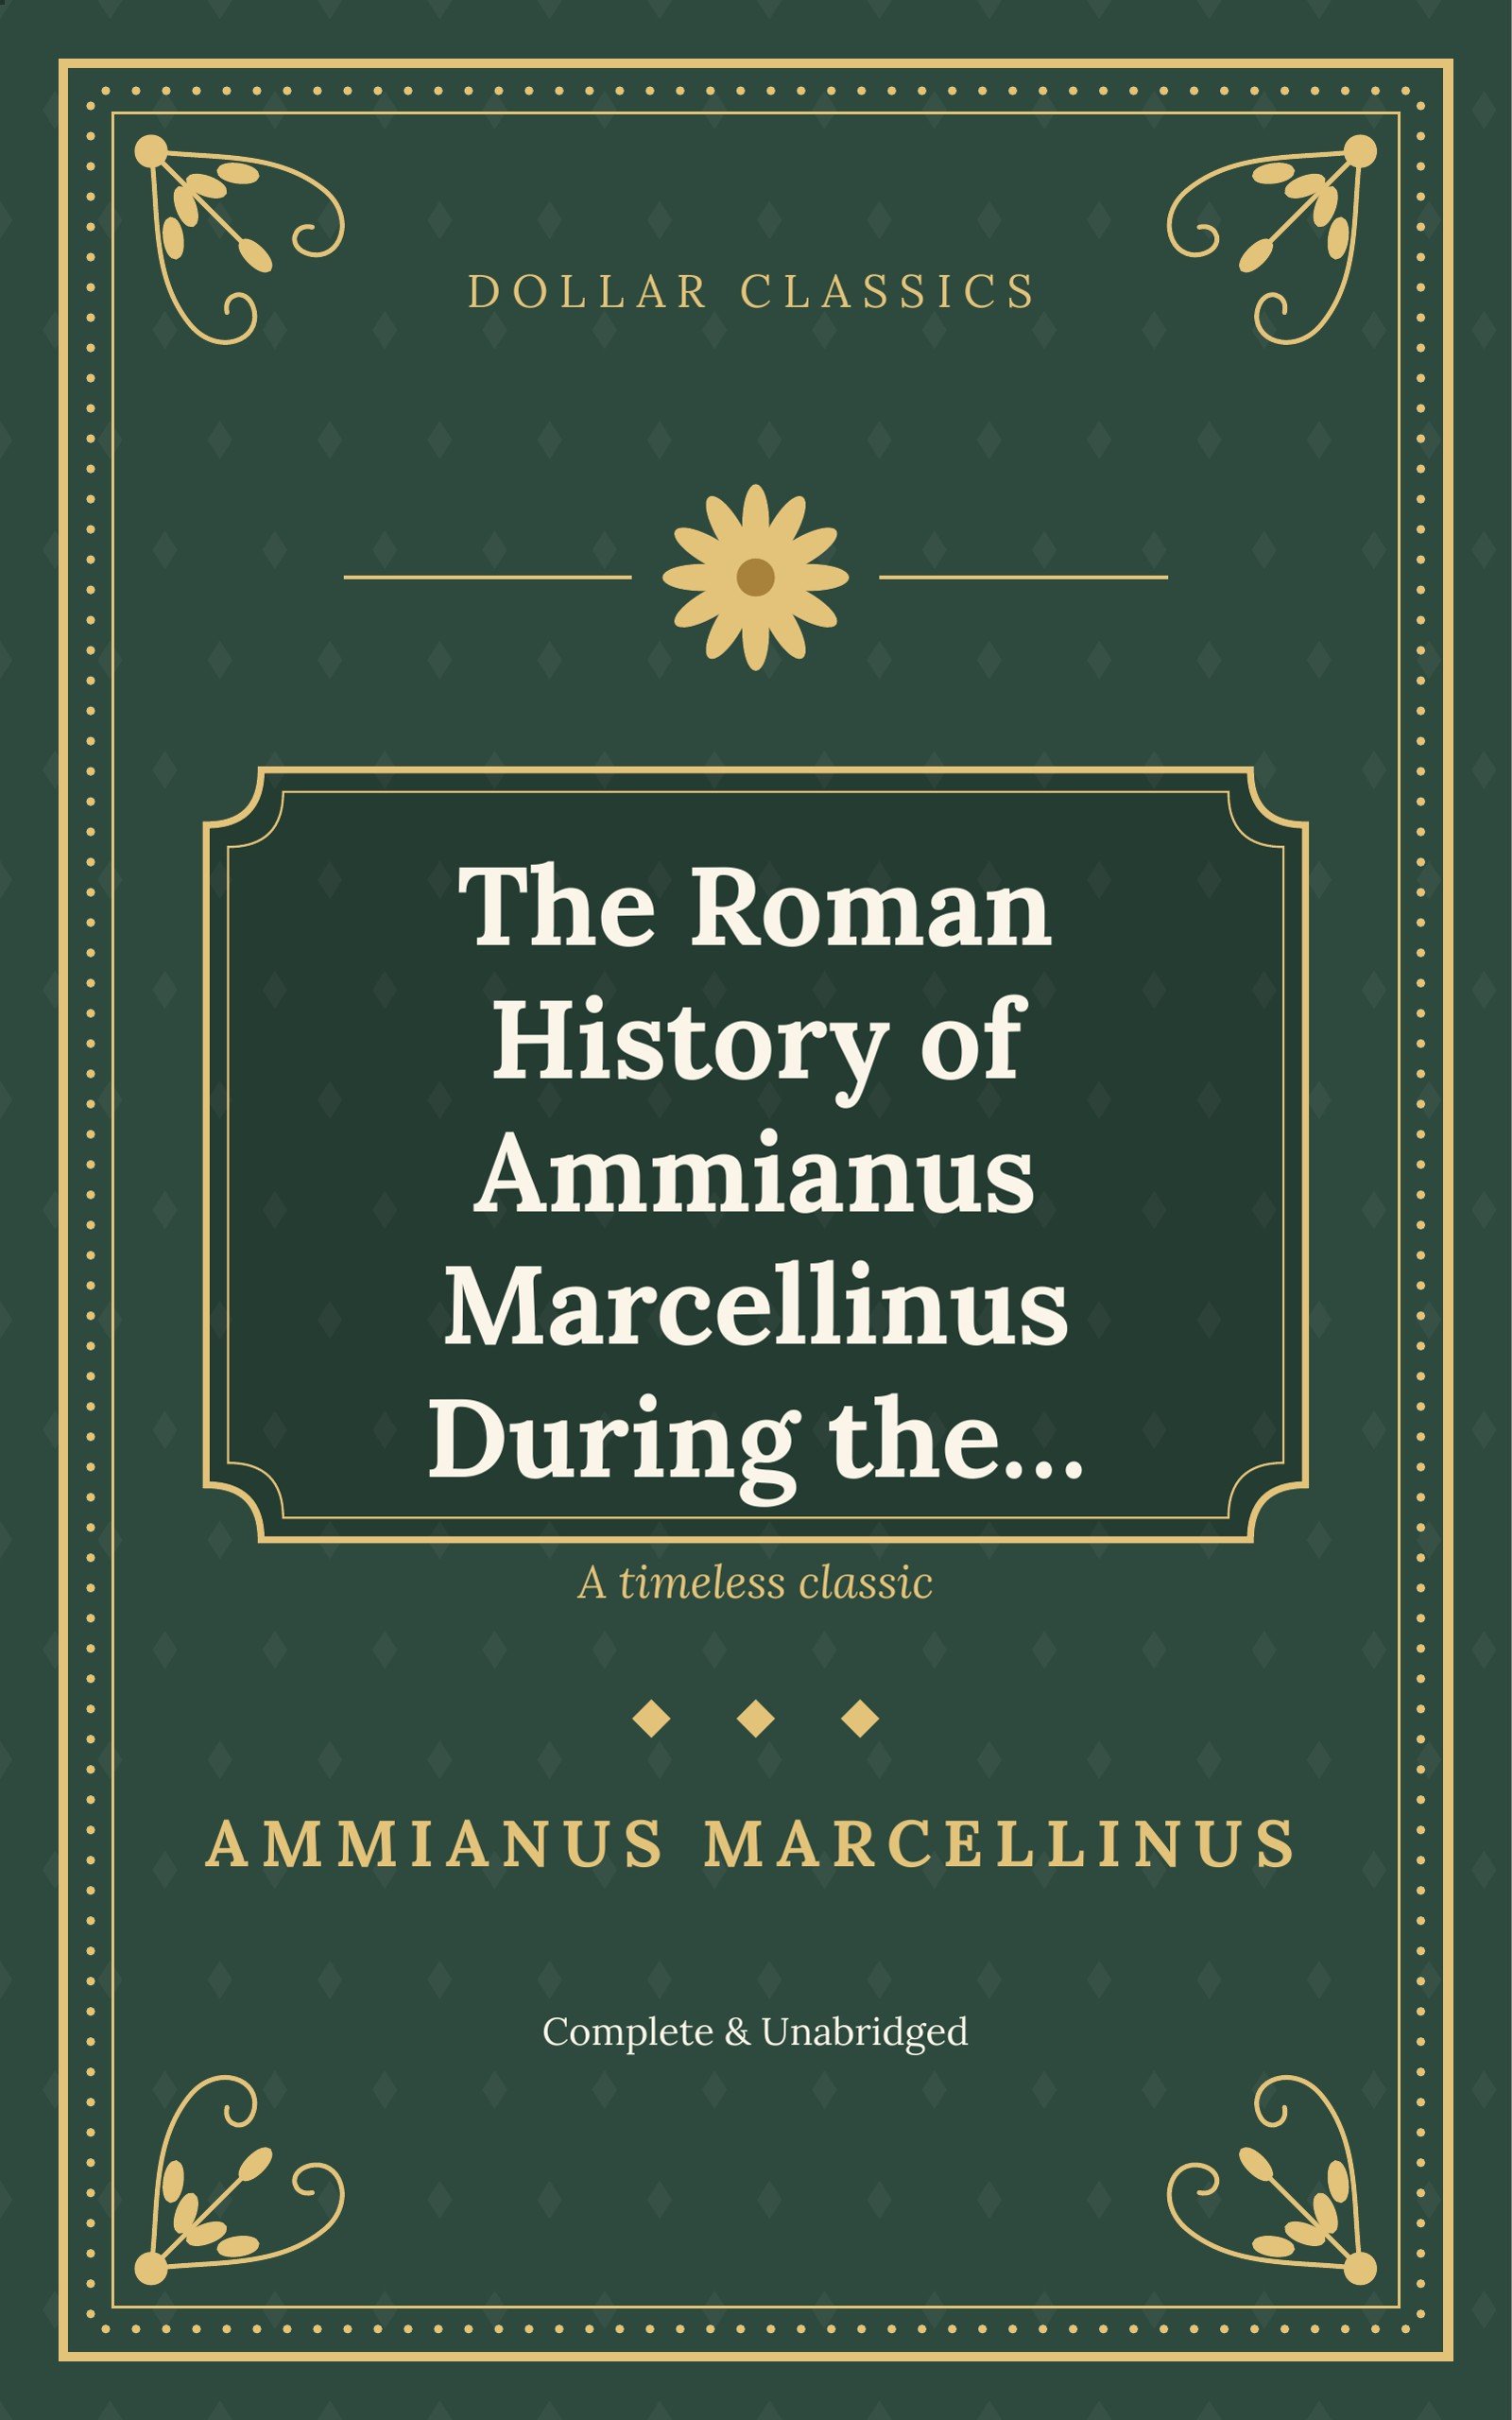 DOLLAR CLASSICS
The Roman
History of
Ammianus
Marcellinus
During the...
A timeless classic
AMMIANUS MARCELLINUS
Complete & Unabridged